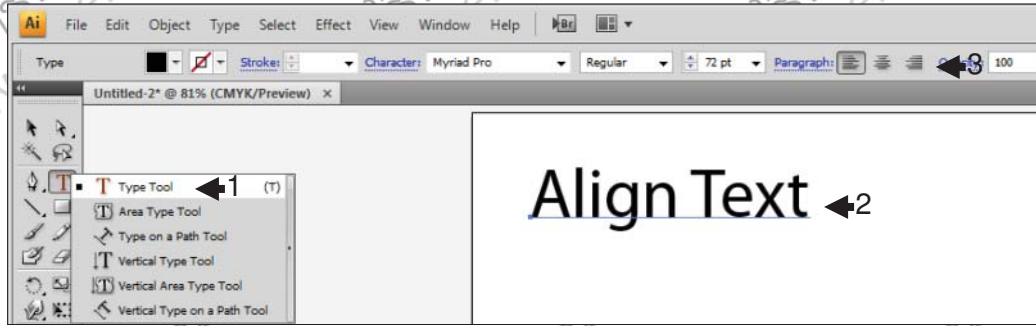 Ai File Edit Object Type Select Effect View Window Help Br
Type Stroke: Character: Myriad Pro Regular 72 pt Paragraph: 3 100
Untitled-2* @ 81% (CMYK/Preview) ×
T Type Tool 1 (T)
Area Type Tool
Type on a Path Tool
Vertical Type Tool
Vertical Area Type Tool
Vertical Type on a Path Tool
Align Text 2